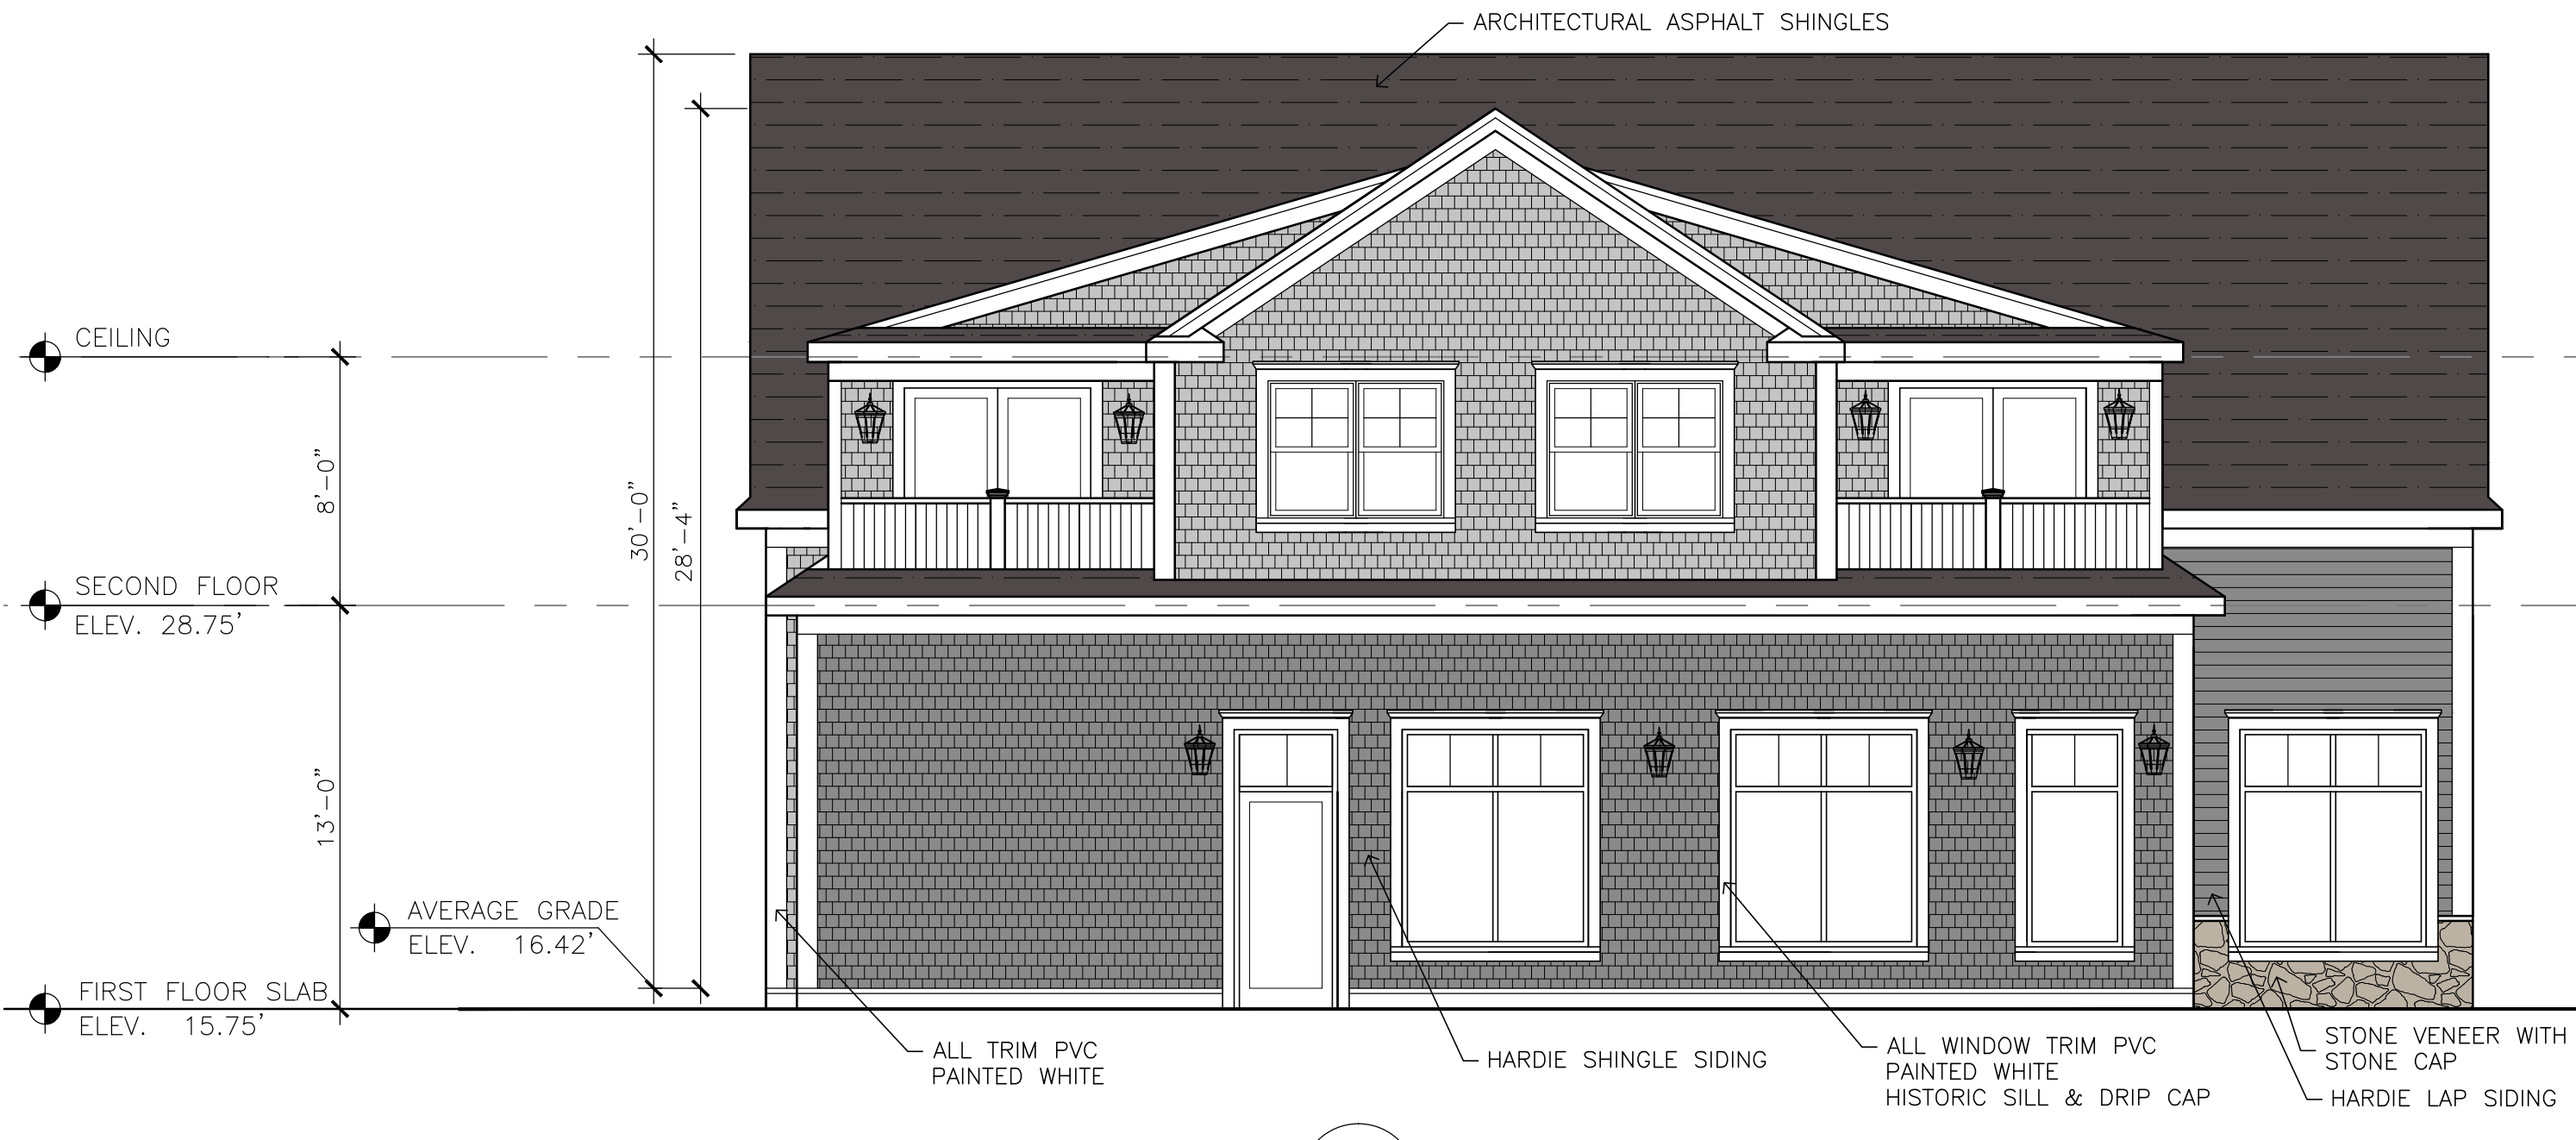 ARCHITECTURAL ASPHALT SHINGLES
CEILING
8'-0"
30'-0"
28'-4"
SECOND FLOOR
ELEV. 28.75'
13'-0"
AVERAGE GRADE
ELEV. 16.42'
FIRST FLOOR SLAB
ELEV. 15.75'
ALL TRIM PVC
PAINTED WHITE
HARDIE SHINGLE SIDING
ALL WINDOW TRIM PVC
PAINTED WHITE
HISTORIC SILL & DRIP CAP
STONE VENEER WITH
STONE CAP
HARDIE LAP SIDING